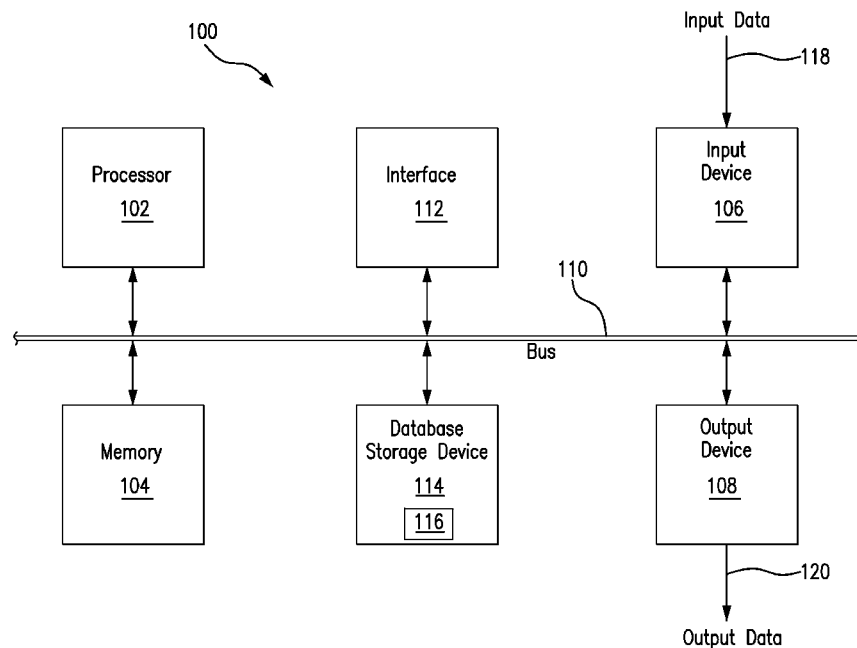 Input Data
100
118
Processor
102
Interface
112
Input
Device
106
110
Bus
Memory
104
Database
Storage Device
114
116
Output
Device
108
120
Output Data